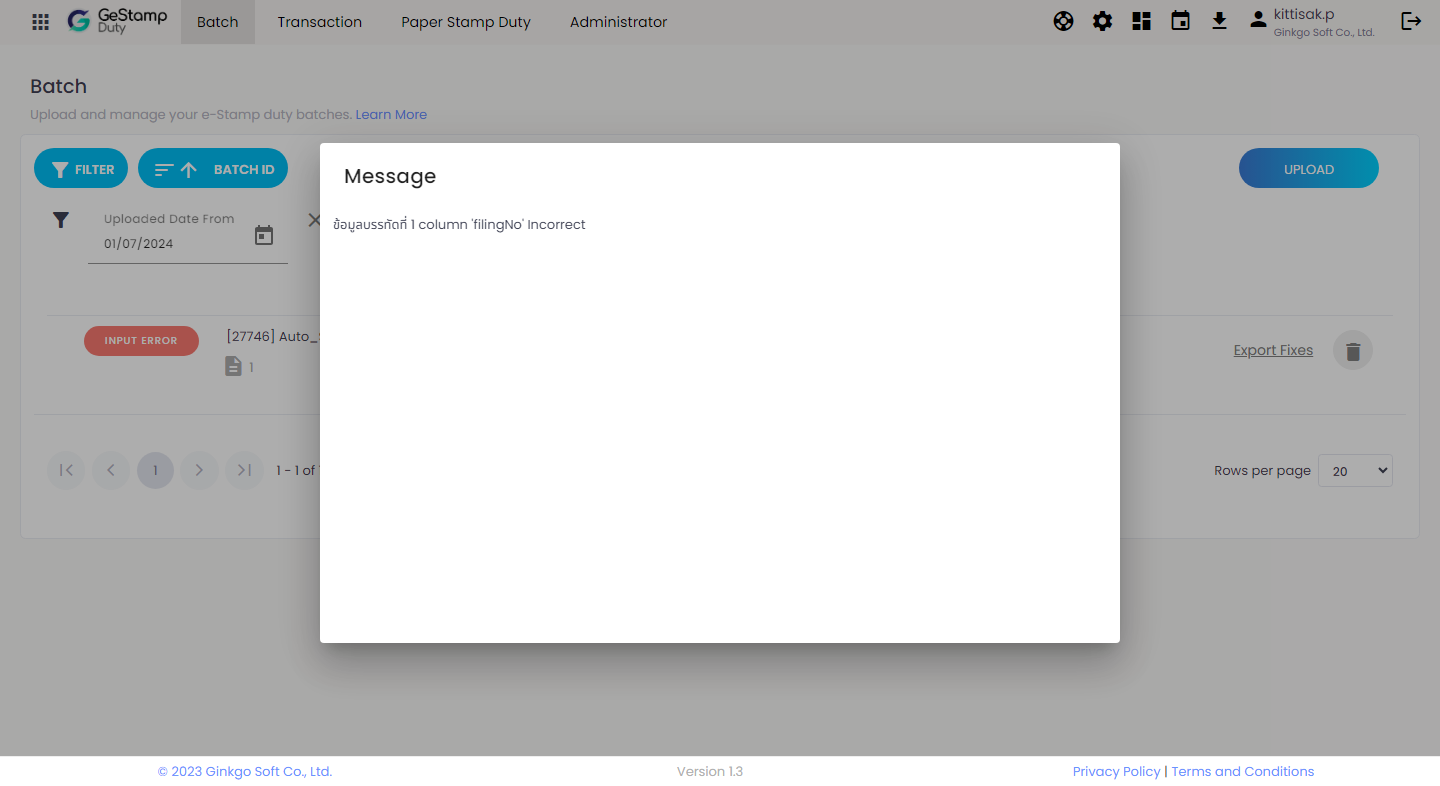 GeStamp
Duty
Batch
Transaction
Paper Stamp Duty
Administrator
kittisak.p
Ginkgo Soft Co., Ltd.
Batch
Upload and manage your e-Stamp duty batches. Learn More
FILTER
BATCH ID
UPLOAD
Message
Uploaded Date From
01/07/2024
ข้อมูลบรรทัดที่ 1 column 'filingNo' Incorrect
INPUT ERROR
[27746] Auto_
1
Export Fixes
1
1 - 1 of
Rows per page
20
© 2023 Ginkgo Soft Co., Ltd.
Version 1.3
Privacy Policy | Terms and Conditions